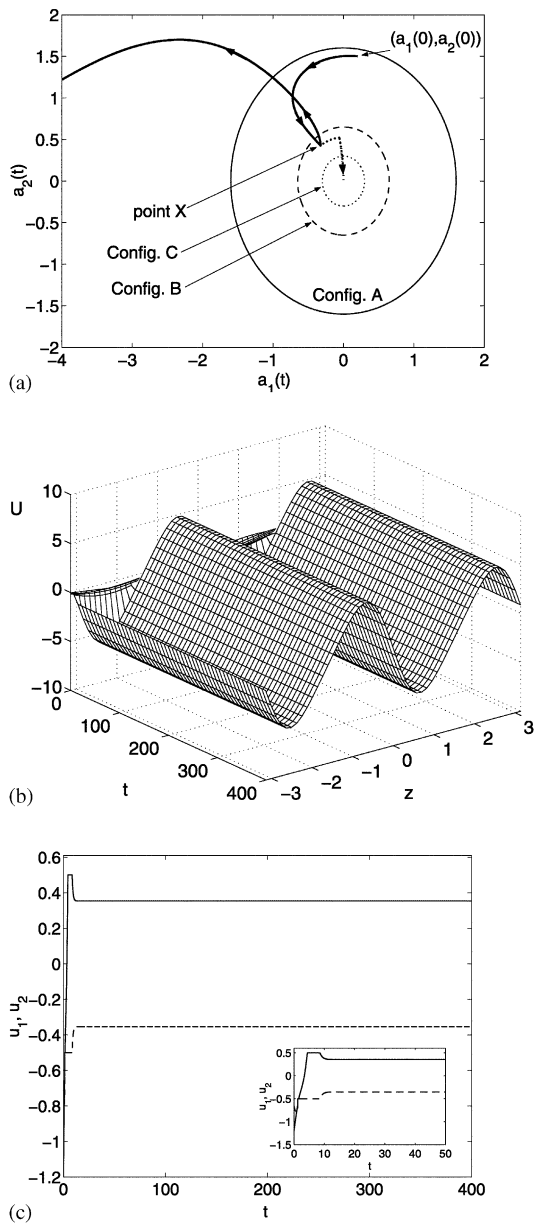 2
1.5
1
0.5
0
−0.5
−1
−1.5
−2
a2(t)
(a1(0),a2(0))
point X
Config. C
Config. B
Config. A
−4 −3 −2 −1 0 1 2
a1(t)
(a)
10
5
0
−5
−10
U
0
100
200
300
400
t
−3 −2 −1 0 1 2 3
z
(b)
0.6
0.4
0.2
0
−0.2
−0.4
−0.6
−0.8
−1
−1.2
u1, u2
0 100 200 300 400
t
0.5
0
−0.5
−1
−1.5
u1, u2
0 10 20 30 40 50
t
(c)